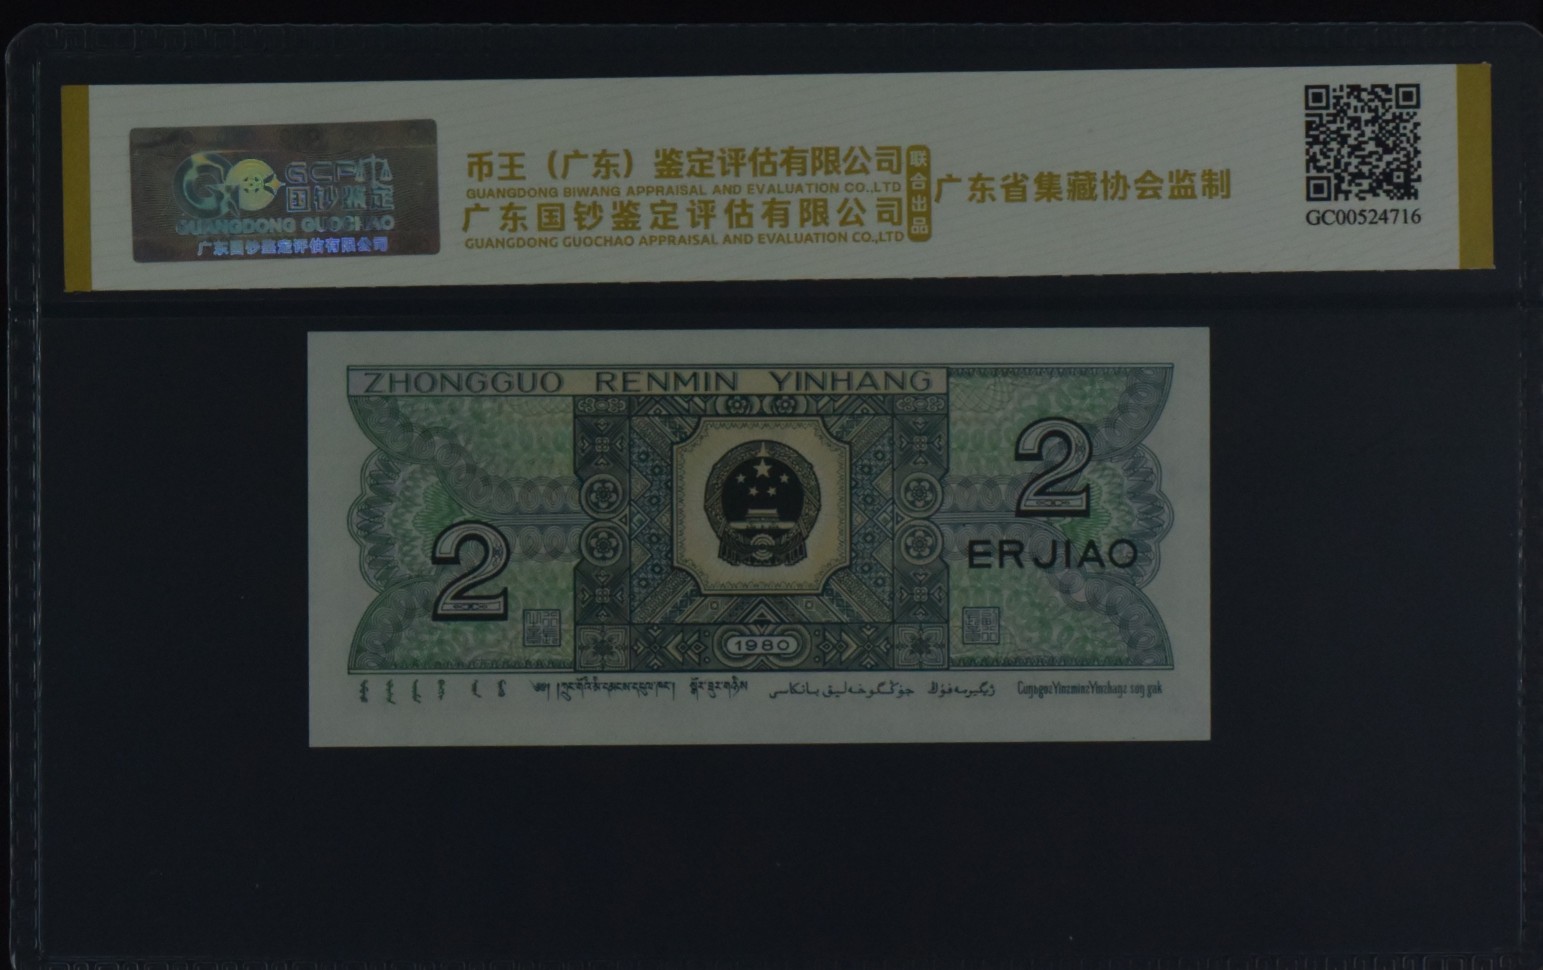 GCFA
国钞鉴定
GUANGDONG GUOCHAO
广东国钞鉴定评估有限公司
币王（广东）鉴定评估有限公司
GUANGDONG BIWANG APPRAISAL AND EVALUATION CO.,LTD
广东国钞鉴定评估有限公司
GUANGDONG GUOCHAO APPRAISAL AND EVALUATION CO.,LTD
联合出品
广东省集藏协会监制
GC00524716
ZHONGGUO RENMIN YINHANG
2
ER JIAO
2
1980